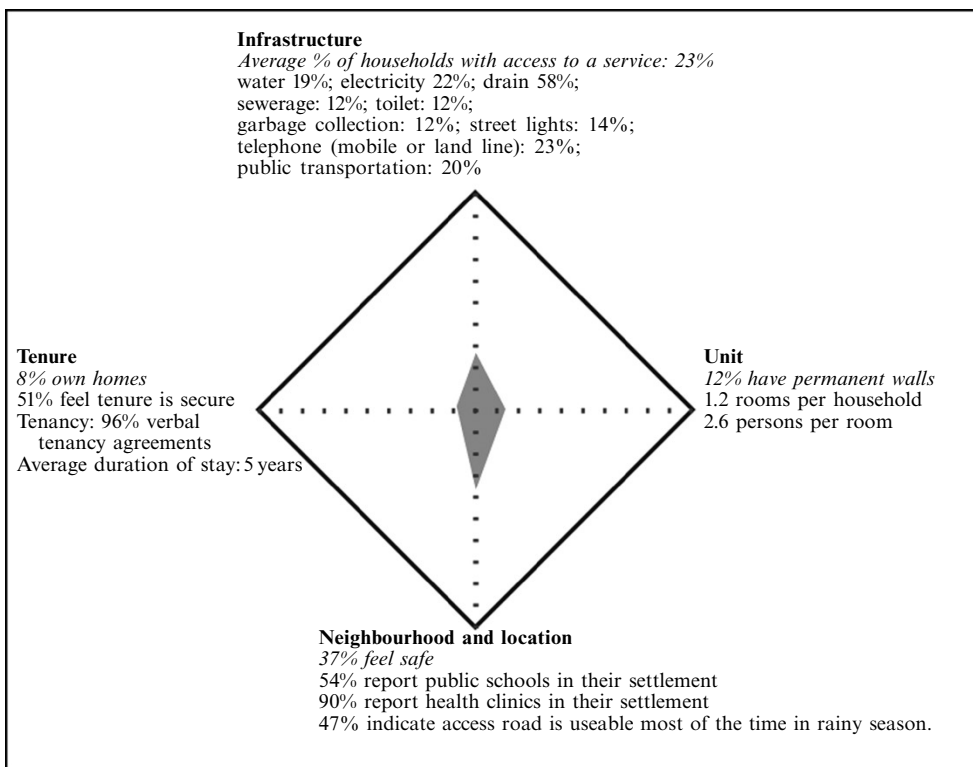 Infrastructure
Average % of households with access to a service: 23%
water 19%; electricity 22%; drain 58%;
sewerage: 12%; toilet: 12%;
garbage collection: 12%; street lights: 14%;
telephone (mobile or land line): 23%;
public transportation: 20%
Tenure
8% own homes
51% feel tenure is secure
Tenancy: 96% verbal
tenancy agreements
Average duration of stay: 5 years
Unit
12% have permanent walls
1.2 rooms per household
2.6 persons per room
Neighbourhood and location
37% feel safe
54% report public schools in their settlement
90% report health clinics in their settlement
47% indicate access road is useable most of the time in rainy season.